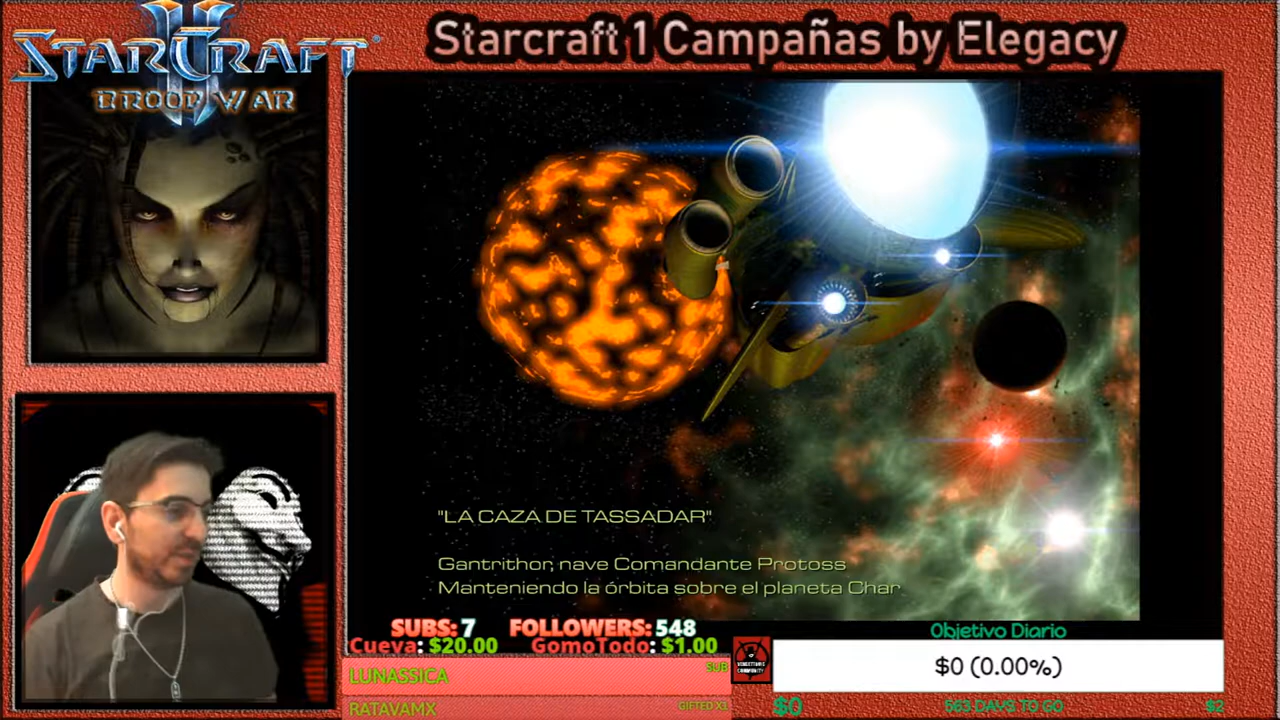 STARCRAFT
II
BROOD WAR
Starcraft 1 Campañas by Elegacy
"LA CAZA DE TASSADAR"
Gantrithor, nave Comandante Protoss
Manteniendo la órbita sobre el planeta Char
SUBS: 7 FOLLOWERS: 548
Cueva: $20.00 GomoTodo: $1.00
LUNASSICA SUB
RATAVAMX GIFTED X1
Objetivo Diario
$0 (0.00%)
$0 563 DAYS TO GO $2